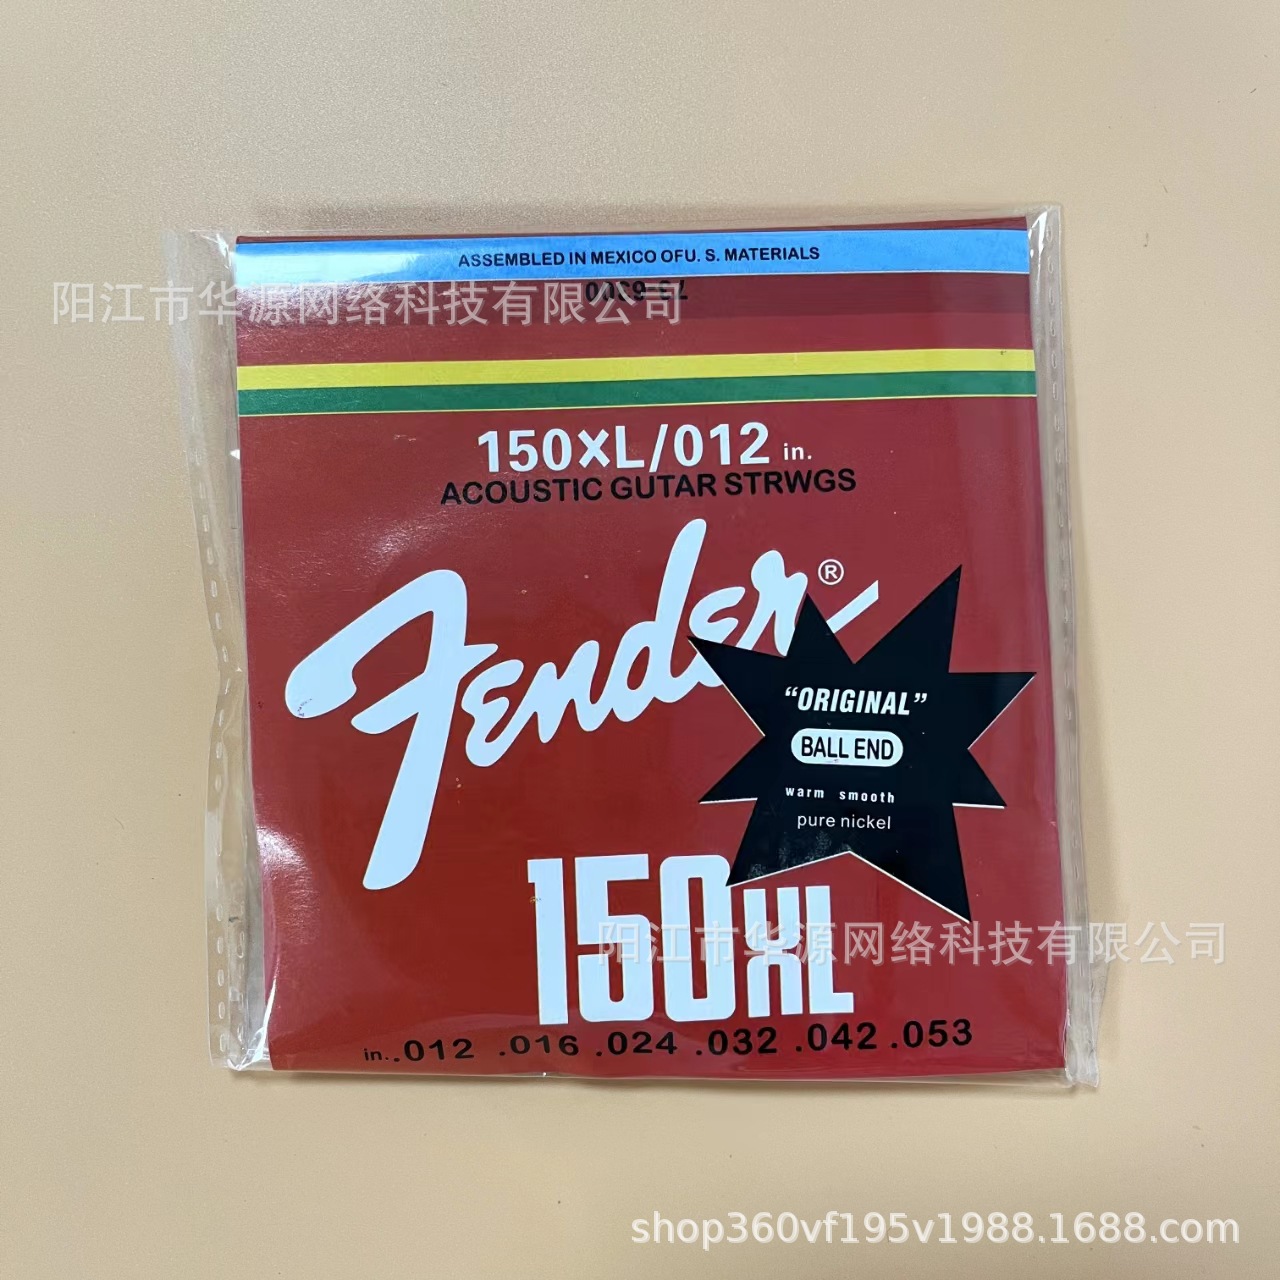 ASSEMBLED IN MEXICO OFU. S. MATERIALS
阳江市华源网络科技有限公司
150XL/012 in.
ACOUSTIC GUTAR STRWGS
Fender®
“ORIGINAL”
BALL END
warm smooth
pure nickel
150XL
阳江市华源网络科技有限公司
in. .012 .016 .024 .032 .042 .053
shop360vf195v1988.1688.com